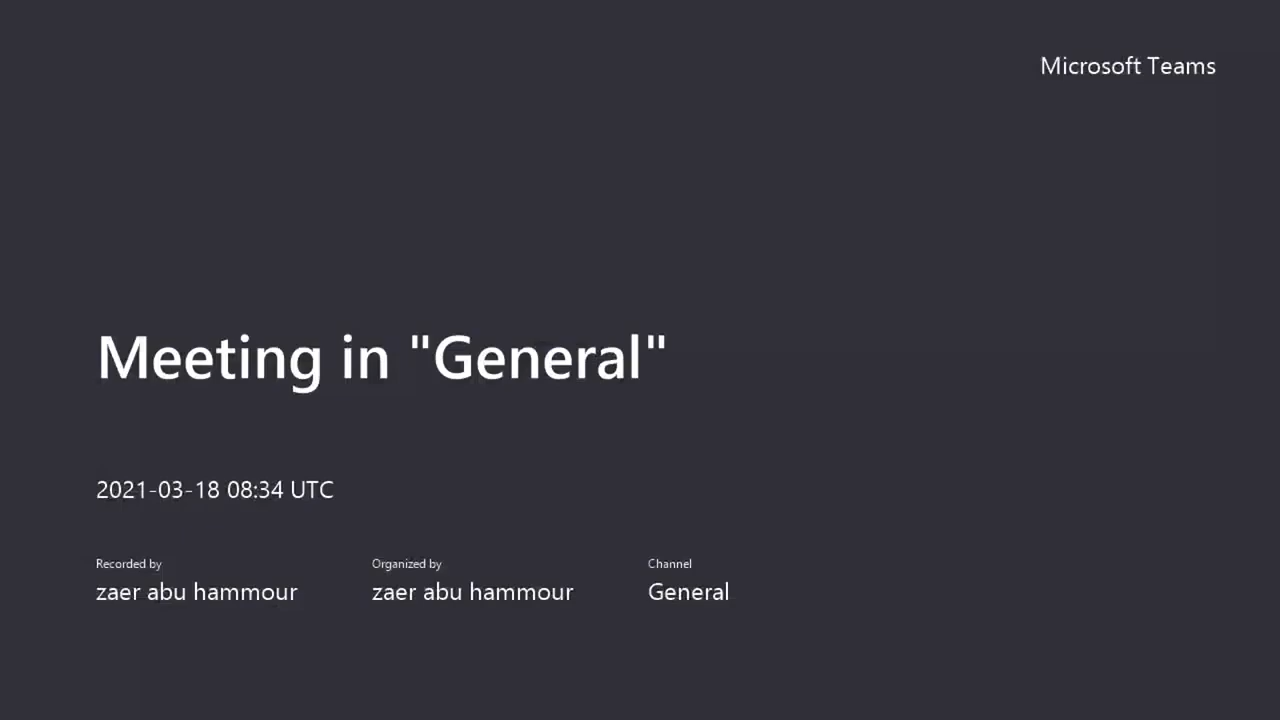 Microsoft Teams
Meeting in "General"
2021-03-18 08:34 UTC
Recorded by
zaer abu hammour
Organized by
zaer abu hammour
Channel
General